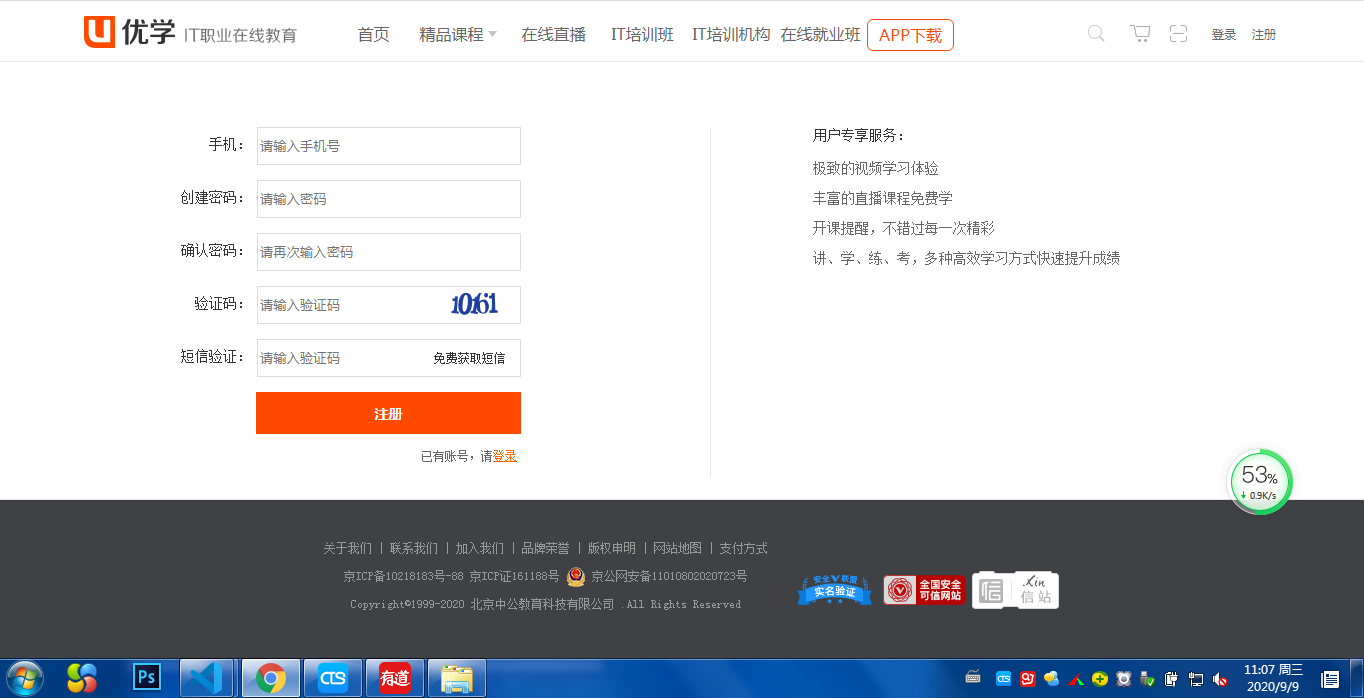 优学 IT职业在线教育 首页 精品课程 在线直播 IT培训班 IT培训机构 在线就业班 APP下载 登录 注册
手机： 请输入手机号
创建密码： 请输入密码
确认密码： 请再次输入密码
验证码： 请输入验证码 10161
短信验证： 请输入验证码 免费获取短信
注册
已有账号，请登录
用户专享服务：
极致的视频学习体验
丰富的直播课程免费学
开课提醒，不错过每一次精彩
讲、学、练、考，多种高效学习方式快速提升成绩
53%
↓ 0.9K/s
关于我们 | 联系我们 | 加入我们 | 品牌荣誉 | 版权申明 | 网站地图 | 支付方式
京ICP备10218183号-88 京ICP证161188号 京公网安备11010802020723号
Copyright©1999-2020 北京中公教育科技有限公司 .All Rights Reserved
安全V联盟
实名验证
全国安全
可信网站
信 Xin
信 站
Ps CTS 有道 CTS
11:07 周三
2020/9/9